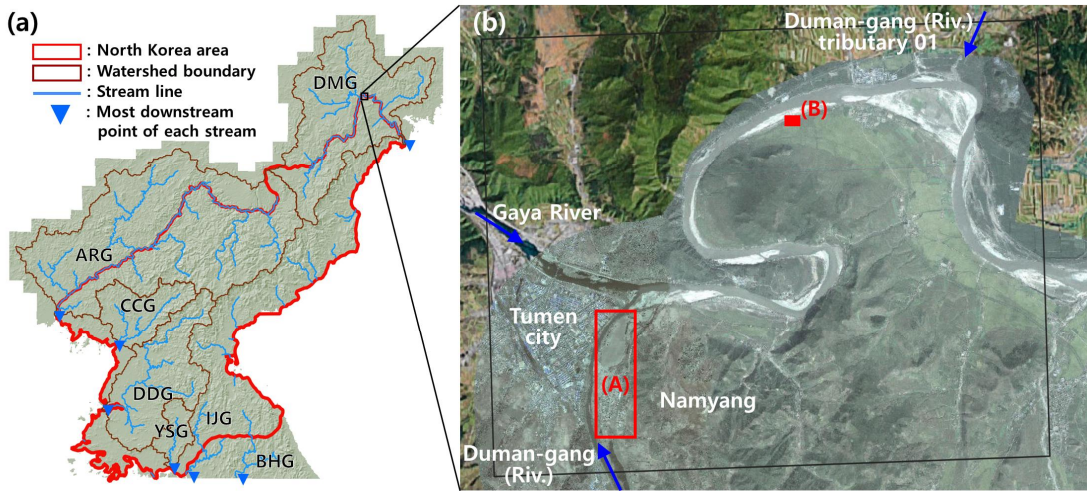 (a)
: North Korea area
: Watershed boundary
: Stream line
: Most downstream
point of each stream
DMG
ARG
CCG
DDG
YSG
IJG
BHG
(b)
Duman-gang (Riv.)
tributary 01
(B)
Gaya River
Tumen
city
(A)
Namyang
Duman-gang
(Riv.)